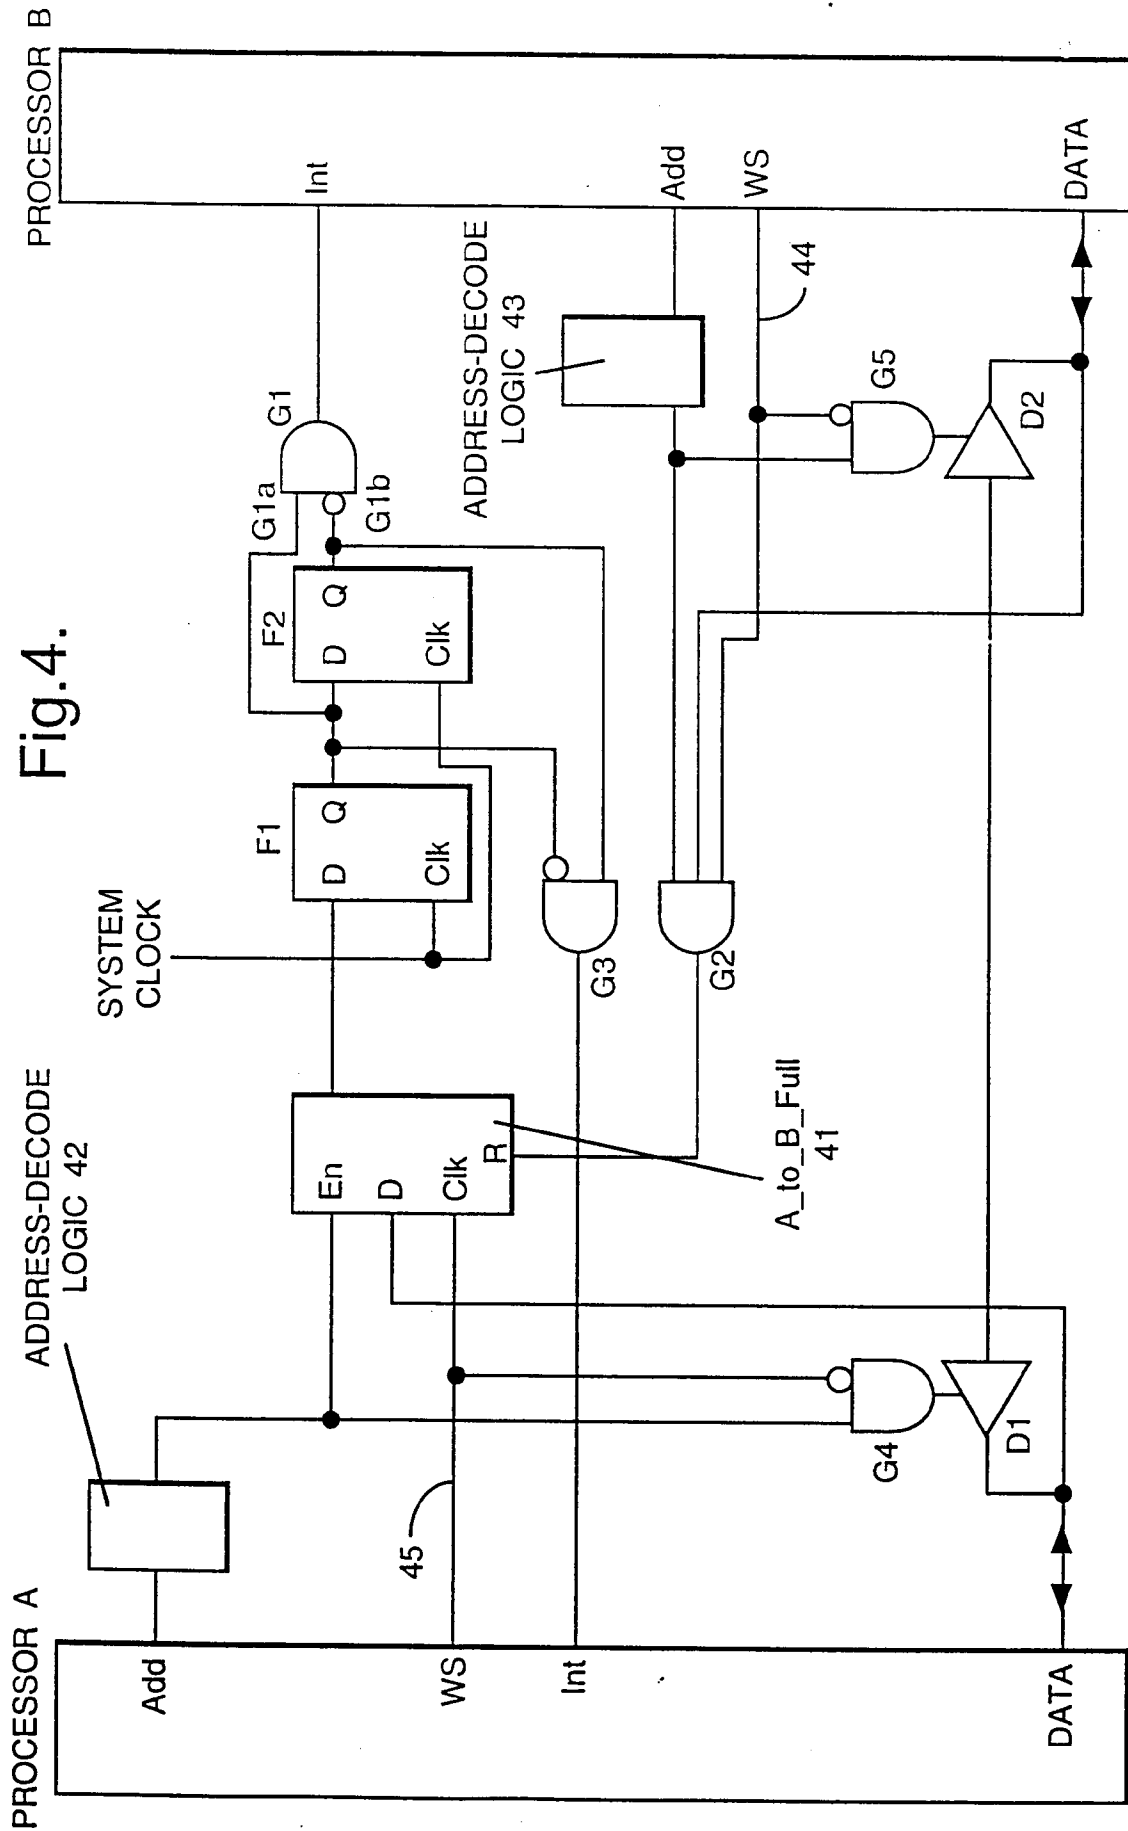 Fig.4.
PROCESSOR A
Add
WS
Int
DATA
ADDRESS-DECODE
LOGIC 42
45
En
D
Clk
R
A_to_B_Full
41
G4
D1
SYSTEM
CLOCK
F1
D
Q
Clk
F2
D
Q
Clk
G1a
G1b
G1
G3
G2
ADDRESS-DECODE
LOGIC 43
44
G5
D2
PROCESSOR B
Int
Add
WS
DATA